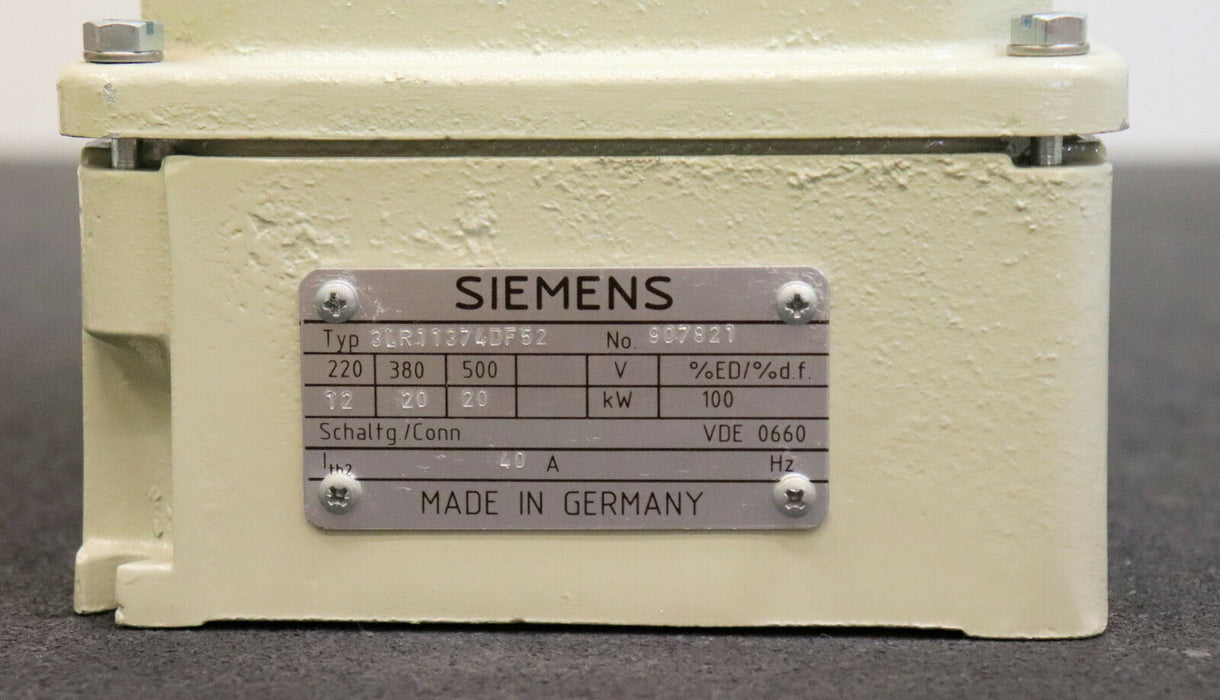 SIEMENS
Typ 3LR11374DF52 No. 907821
220 380 500 V %ED/%d.f.
12 20 20 kW 100
Schaltg./Conn VDE 0660
Ith2 40 A Hz
MADE IN GERMANY